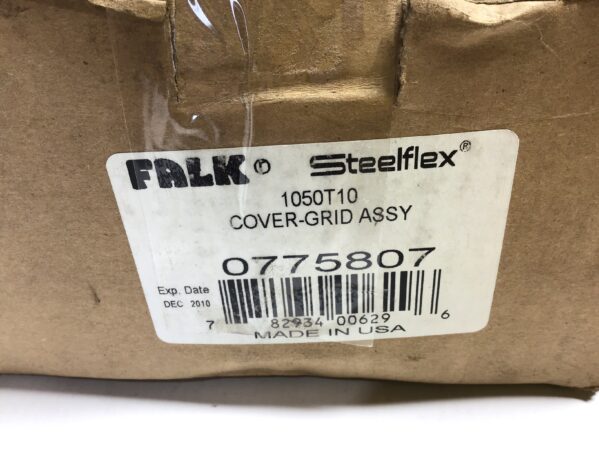 FALK® Steelflex®
1050T10
COVER-GRID ASSY
0775807
Exp. Date
DEC 2010
7 82934 00629 6
MADE IN USA